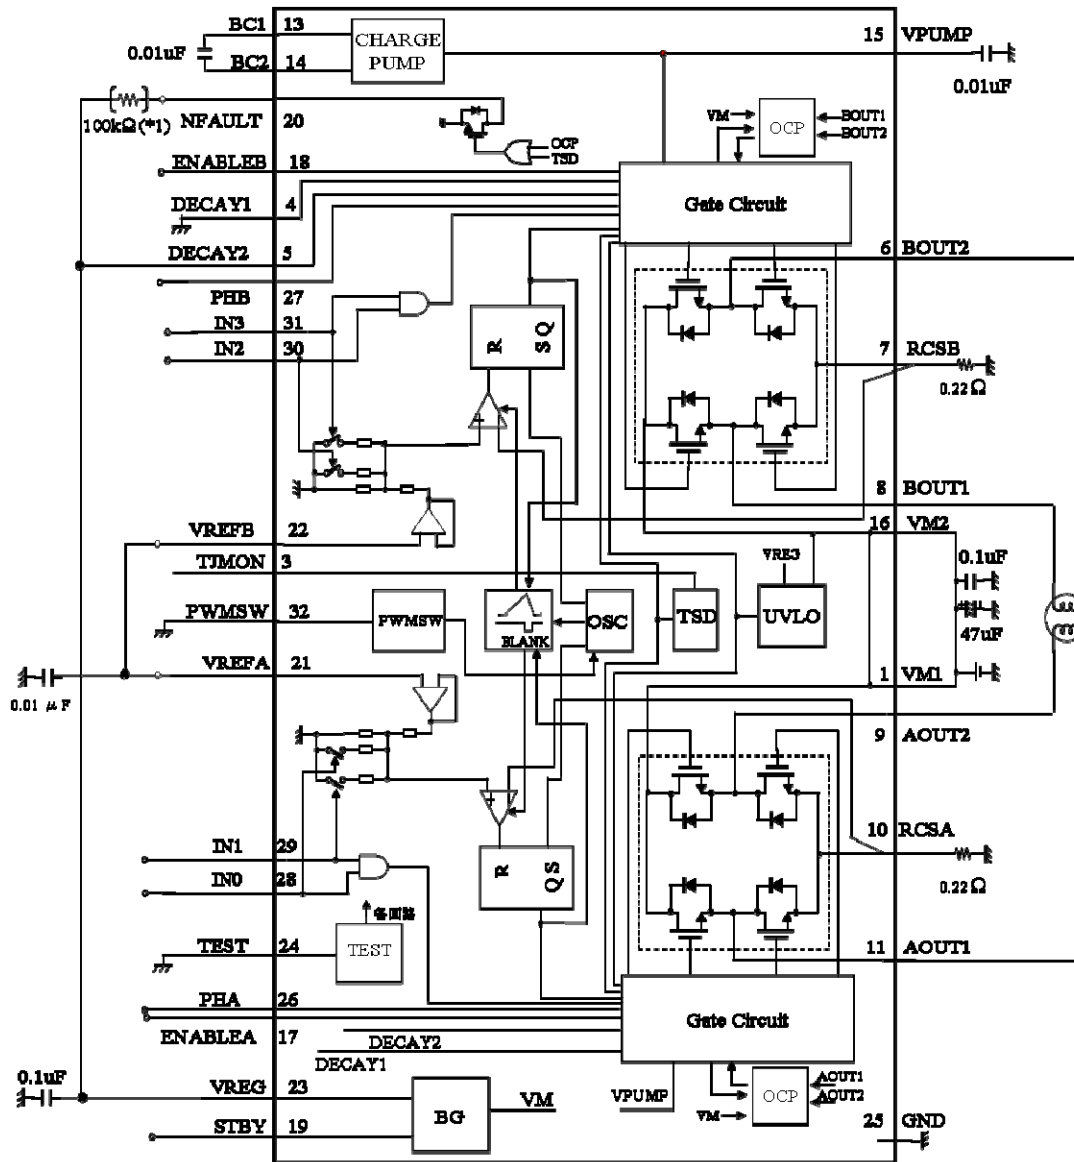 BC1 13
CHARGE
PUMP
15 VPUMP
0.01uF
BC2 14
0.01uF
100kΩ(*1)
NFAULT 20
OCP
TSD
VM
OCP
BOUT1
BOUT2
ENABLEB 18
DECAY1 4
Gate Circuit
DECAY2 5
6 BOUT2
PHB 27
IN3 31
IN2 30
R
S Q
7 RCSB
0.22Ω
+
8 BOUT1
VREFB 22
16 VM2
TJMON 3
VREG
0.1uF
PWMSW 32
PWMSW
BLANK
OSC
TSD
UVLO
47uF
VREFA 21
1 VM1
0.01 μF
9 AOUT2
+
10 RCSA
0.22Ω
IN1 29
IN0 28
R
Q S
各回路
TEST 24
TEST
11 AOUT1
PHA 26
ENABLEA 17
Gate Circuit
DECAY2
DECAY1
0.1uF
VREG 23
VM
VPUMP
OCP
AOUT1
AOUT2
VM
BG
STBY 19
25 GND